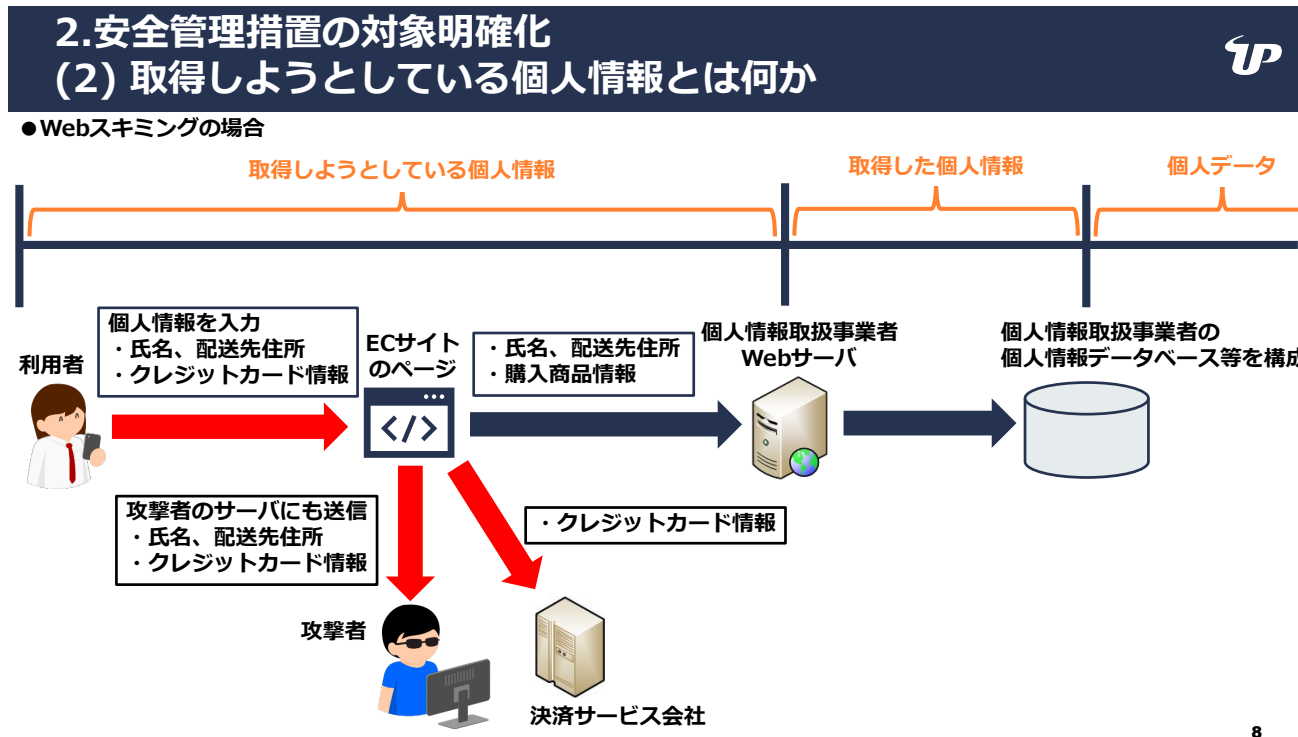 2.安全管理措置の対象明確化
(2) 取得しようとしている個人情報とは何か
●Webスキミングの場合
取得しようとしている個人情報
取得した個人情報
個人データ
利用者
個人情報を入力
・氏名、配送先住所
・クレジットカード情報
ECサイト
のページ
</>
・氏名、配送先住所
・購入商品情報
個人情報取扱事業者
Webサーバ
個人情報取扱事業者の
個人情報データベース等を構成
攻撃者のサーバにも送信
・氏名、配送先住所
・クレジットカード情報
・クレジットカード情報
攻撃者
決済サービス会社
8